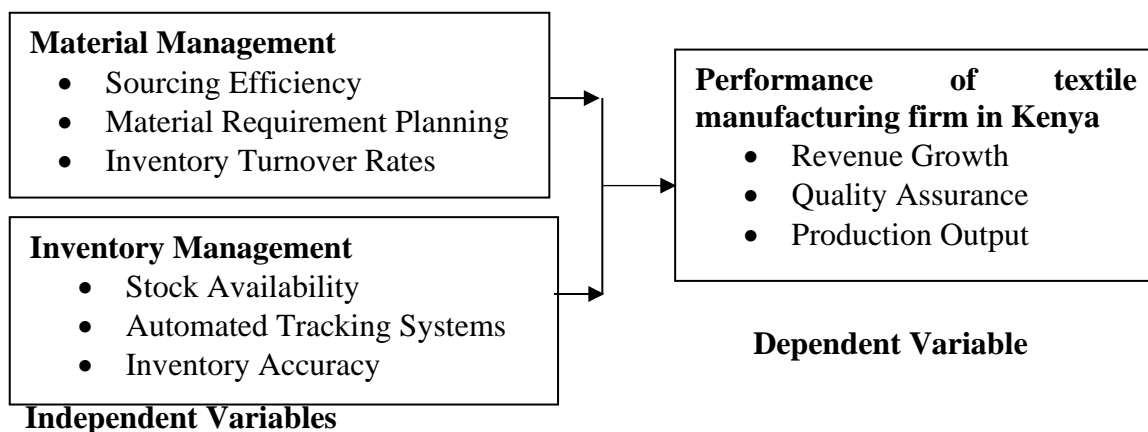 Material Management
• Sourcing Efficiency
• Material Requirement Planning
• Inventory Turnover Rates
Inventory Management
• Stock Availability
• Automated Tracking Systems
• Inventory Accuracy
Independent Variables
Performance of textile
manufacturing firm in Kenya
• Revenue Growth
• Quality Assurance
• Production Output
Dependent Variable